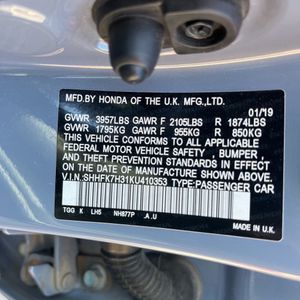 MFD.BY HONDA OF THE U.K. MFG.,LTD. 01/19
GVWR 3957LBS GAWR F 2105LBS R 1874LBS
GVWR 1795KG GAWR F 955KG R 850KG
THIS VEHICLE CONFORMS TO ALL APPLICABLE
FEDERAL MOTOR VEHICLE SAFETY , BUMPER ,
AND THEFT PREVENTION STANDARDS IN EFFECT
ON THE DATE OF MANUFACTURE SHOWN ABOVE.
V.I.N.:SHHFK7H31KU410353 TYPE:PASSENGER CAR
TGG K LH5 NH877P .A.U
MADE IN U.K.